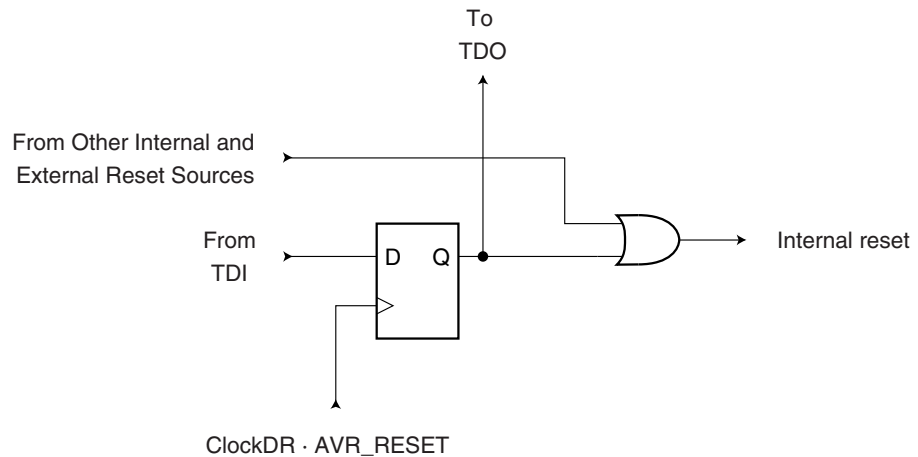 To
TDO
From Other Internal and
External Reset Sources
From
TDI
D Q
Internal reset
ClockDR · AVR_RESET